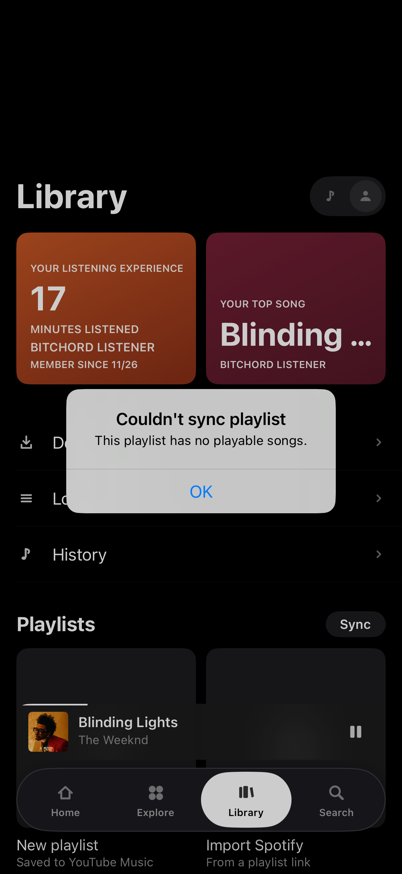 Library
YOUR LISTENING EXPERIENCE
17
MINUTES LISTENED
BITCHORD LISTENER
MEMBER SINCE 11/26
YOUR TOP SONG
Blinding ...
BITCHORD LISTENER
Couldn't sync playlist
This playlist has no playable songs.
OK
History
Playlists
Sync
Blinding Lights
The Weeknd
Home
Explore
Library
Search
New playlist
Saved to YouTube Music
Import Spotify
From a playlist link